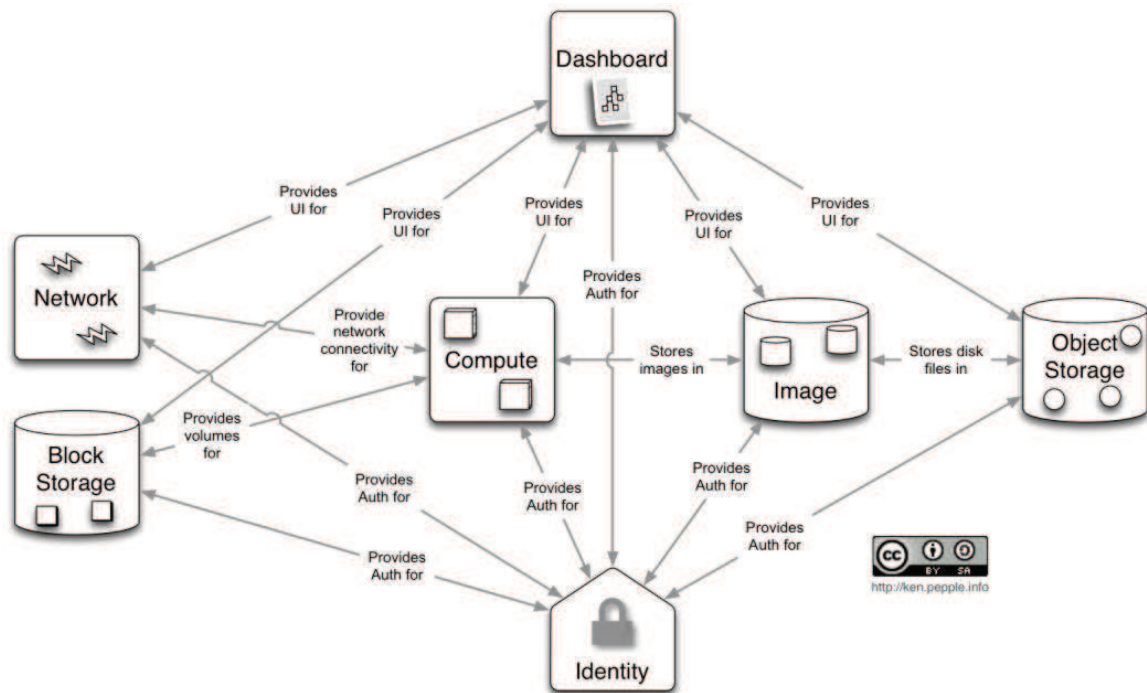 Dashboard
Provides
UI for
Provides
UI for
Provides
UI for
Provides
UI for
Provides
UI for
Provides
Auth for
Network
Provide
network
connectivity
for
Compute
Stores
images in
Image
Stores disk
files in
Object
Storage
Block
Storage
Provides
volumes
for
Provides
Auth for
Provides
Auth for
Provides
Auth for
Provides
Auth for
Provides
Auth for
Identity
cc
BY SA
http://ken.pepple.info